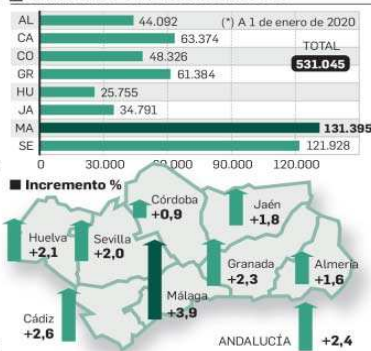 AL 44.092 (*) A 1 de enero de 2020
CA 63.374
TOTAL
CO 48.326
531.045
GR 61.384
HU 25.755
JA 34.791
MA 131.395
SE 121.928
0 30.000 60.000 90.000 120.000
■ Incremento %
Córdoba
+0,9
Jaén
+1,8
Huelva
+2,1
Sevilla
+2,0
Granada
+2,3
Almería
+1,6
Málaga
+3,9
Cádiz
+2,6
ANDALUCÍA +2,4